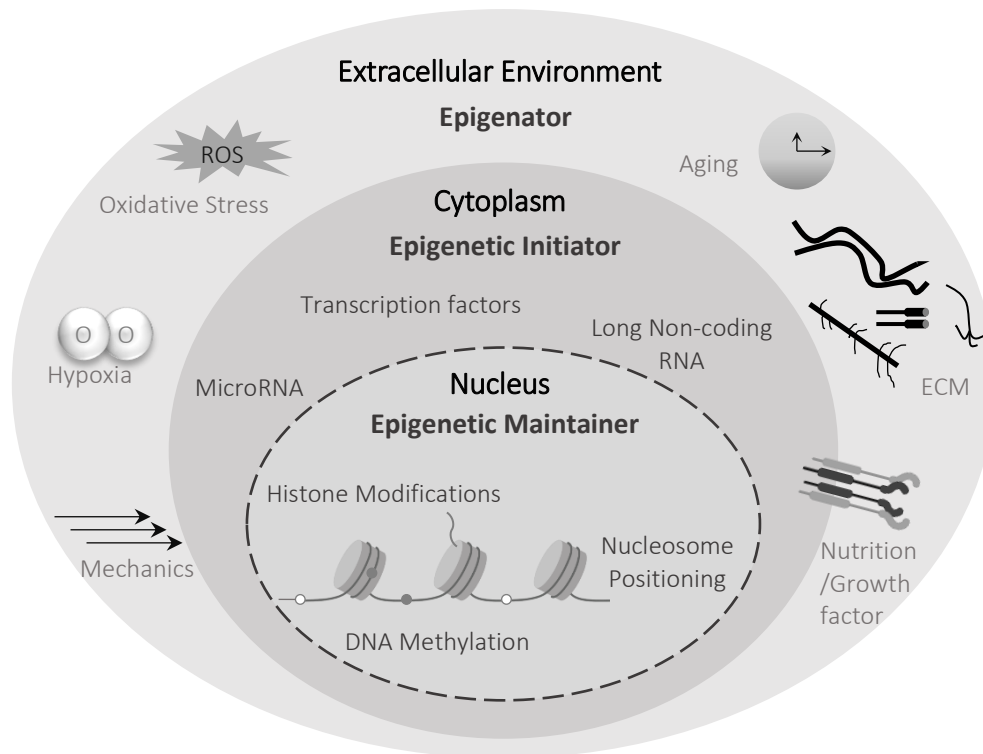 Extracellular Environment
Epigenator
ROS
Oxidative Stress
Aging
Cytoplasm
Epigenetic Initiator
Transcription factors
Long Non-coding
RNA
O O
Hypoxia
MicroRNA
ECM
Nucleus
Epigenetic Maintainer
Histone Modifications
Nucleosome
Positioning
DNA Methylation
Mechanics
Nutrition
/Growth
factor